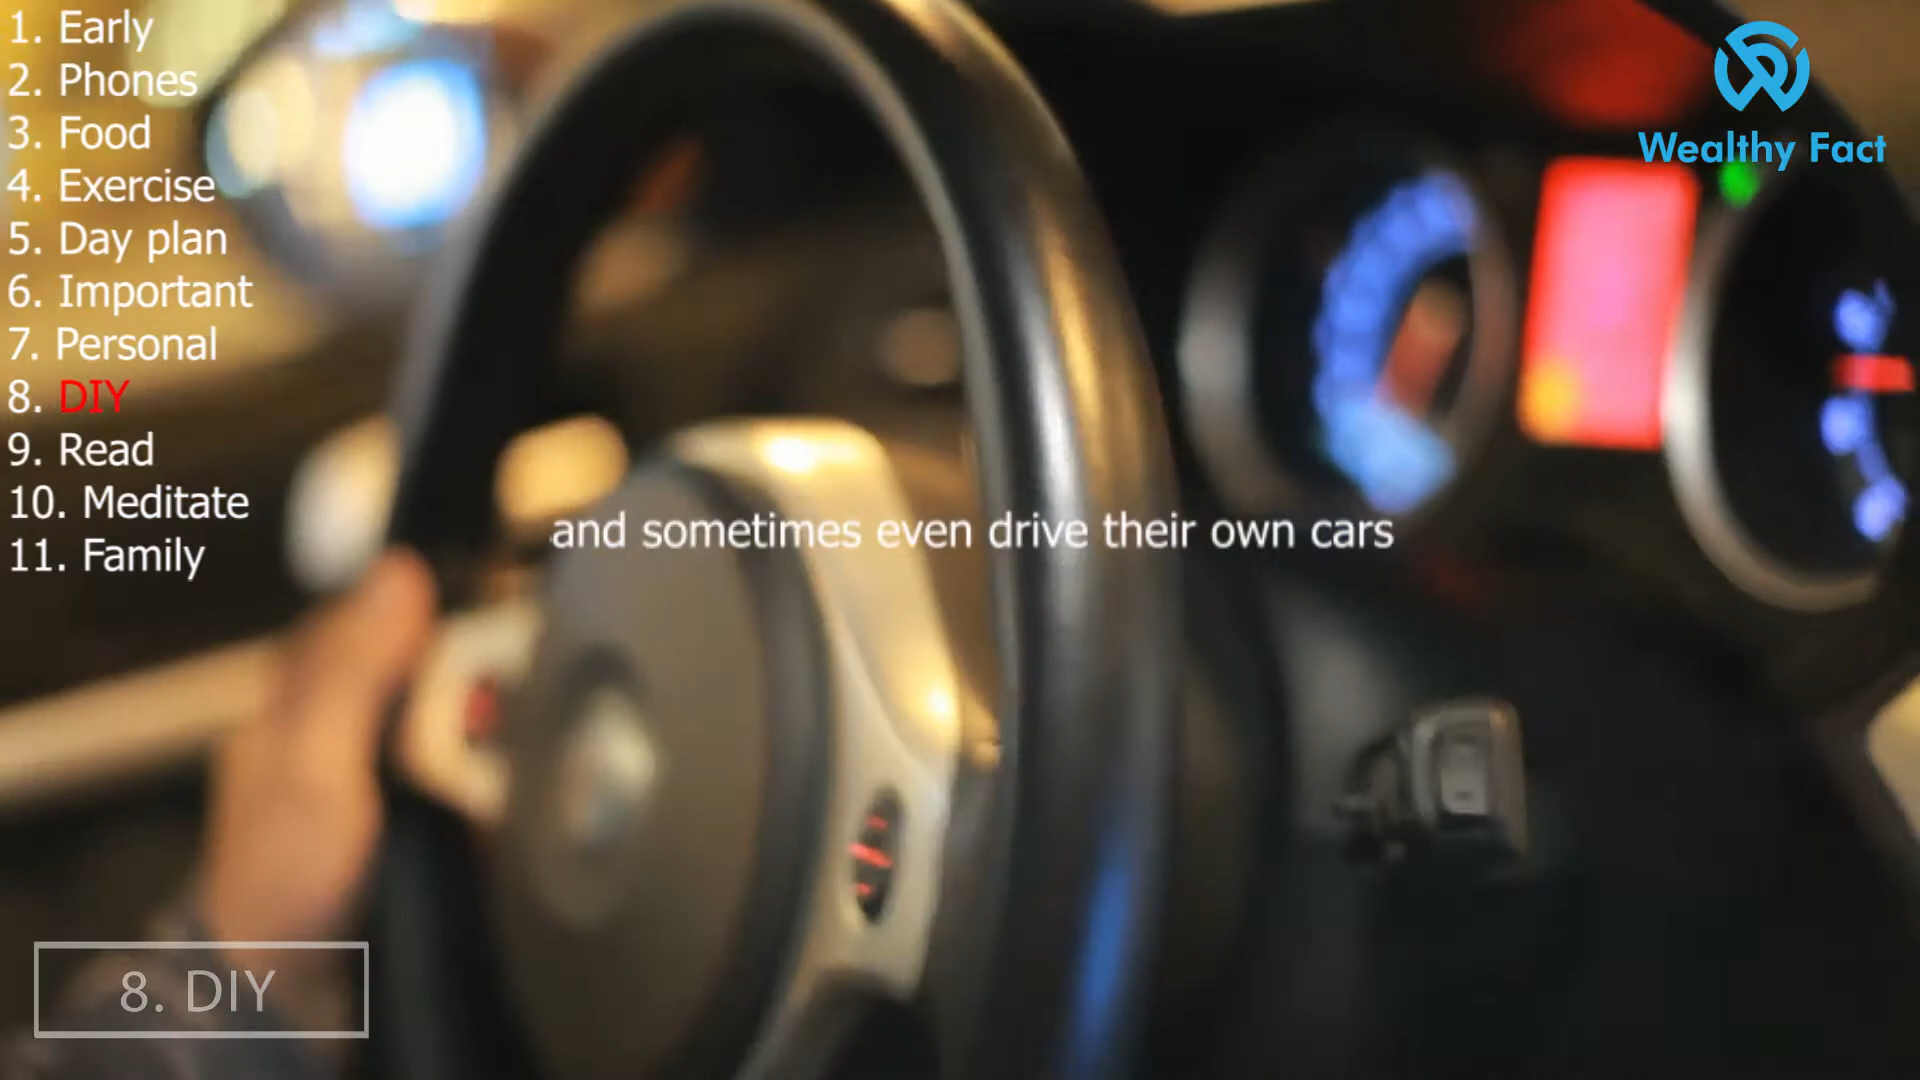 1. Early
2. Phones
3. Food
4. Exercise
5. Day plan
6. Important
7. Personal
8. DIY
9. Read
10. Meditate
11. Family
Wealthy Fact
and sometimes even drive their own cars
8. DIY